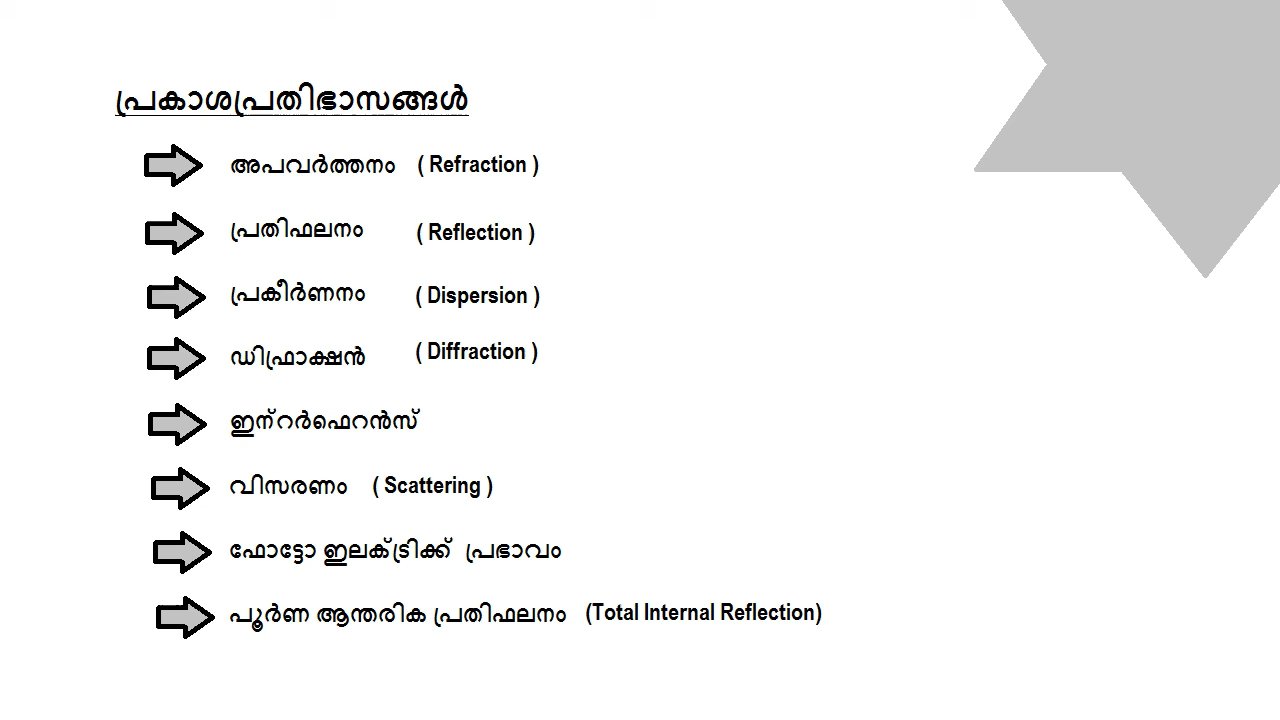 പ്രകാശപ്രതിഭാസങ്ങൾ
അപവർത്തനം ( Refraction )
പ്രതിഫലനം ( Reflection )
പ്രകീർണനം ( Dispersion )
ഡിഫ്രാക്ഷൻ ( Diffraction )
ഇന്റർഫെറൻസ്
വിസരണം ( Scattering )
ഫോട്ടോ ഇലക്ട്രിക്ക് പ്രഭാവം
പൂർണ ആന്തരിക പ്രതിഫലനം (Total Internal Reflection)